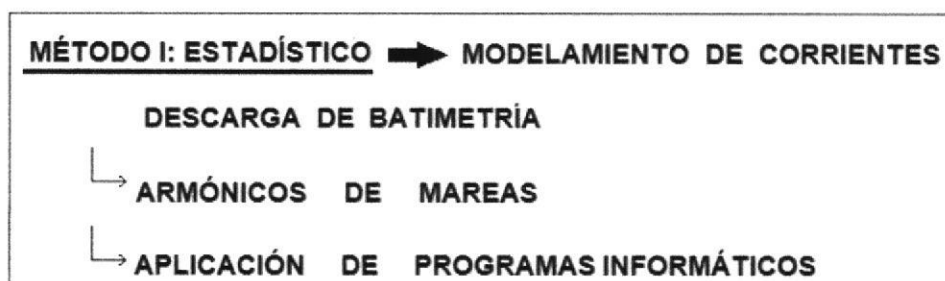 MÉTODO I: ESTADÍSTICO MODELAMIENTO DE CORRIENTES
DESCARGA DE BATIMETRÍA
ARMÓNICOS DE MAREAS
APLICACIÓN DE PROGRAMAS INFORMÁTICOS